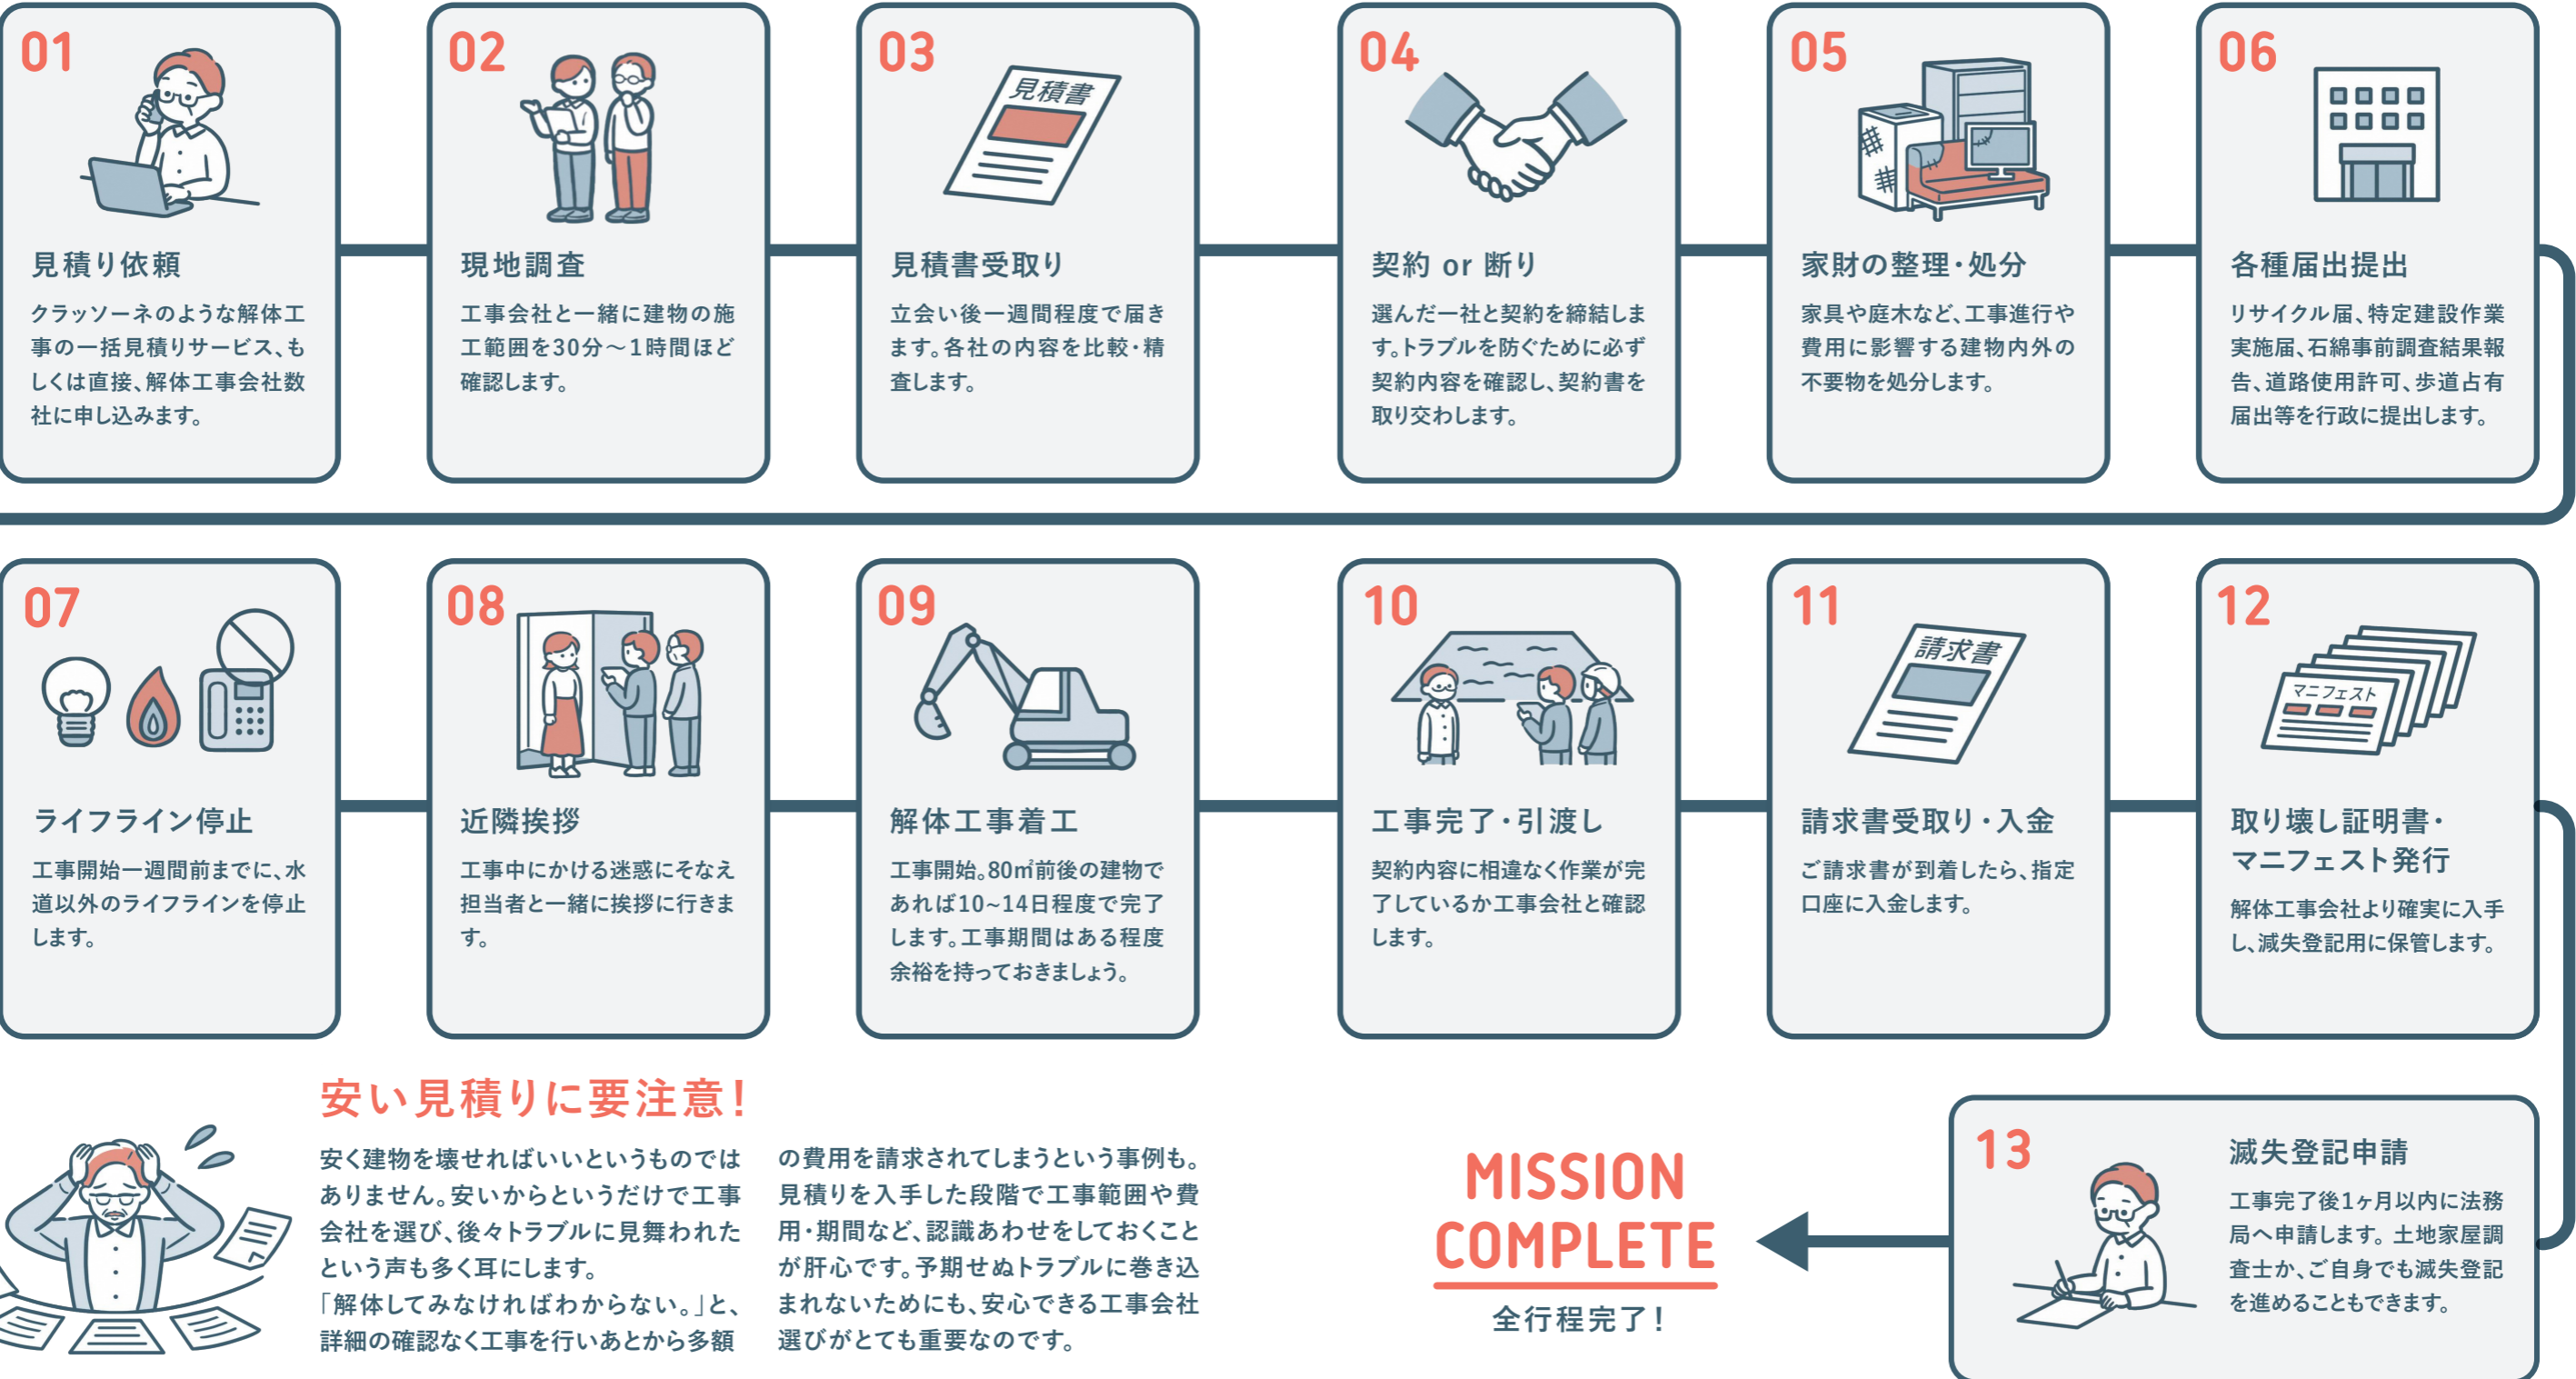 01
見積り依頼
クラッソーネのような解体工
事の一括見積りサービス、も
しくは直接、解体工事会社数
社に申し込みます。
02
現地調査
工事会社と一緒に建物の施
工範囲を30分〜1時間ほど
確認します。
03
見積書
見積書受取り
立会い後一週間程度で届き
ます。各社の内容を比較・精
査します。
04
契約 or 断り
選んだ一社と契約を締結しま
す。トラブルを防ぐために必ず
契約内容を確認し、契約書を
取り交わします。
05
家財の整理・処分
家具や庭木など、工事進行や
費用に影響する建物内外の
不要物を処分します。
06
各種届出提出
リサイクル届、特定建設作業
実施届、石綿事前調査結果報
告、道路使用許可、歩道占有
届出等を行政に提出します。
07
ライフライン停止
工事開始一週間前までに、水
道以外のライフラインを停止
します。
08
近隣挨拶
工事中にかける迷惑にそなえ
担当者と一緒に挨拶に行きま
す。
09
解体工事着工
工事開始。80㎡前後の建物で
あれば10~14日程度で完了
します。工事期間はある程度
余裕を持っておきましょう。
10
工事完了・引渡し
契約内容に相違なく作業が完
了しているか工事会社と確認
します。
11
請求書
請求書受取り・入金
ご請求書が到着したら、指定
口座に入金します。
12
マニフェスト
取り壊し証明書・
マニフェスト発行
解体工事会社より確実に入手
し、滅失登記用に保管します。
13
滅失登記申請
工事完了後1ヶ月以内に法務
局へ申請します。土地家屋調
査士か、ご自身でも滅失登記
を進めることもできます。
MISSION
COMPLETE
全行程完了!
安い見積りに要注意!
安く建物を壊せればいいというものでは
ありません。安いからというだけで工事
会社を選び、後々トラブルに見舞われた
という声も多く耳にします。
「解体してみなければわからない。」と、
詳細の確認なく工事を行いあとから多額
の費用を請求されてしまうという事例も。
見積りを入手した段階で工事範囲や費
用・期間など、認識あわせをしておくこと
が肝心です。予期せぬトラブルに巻き込
まれないためにも、安心できる工事会社
選びがとても重要なのです。